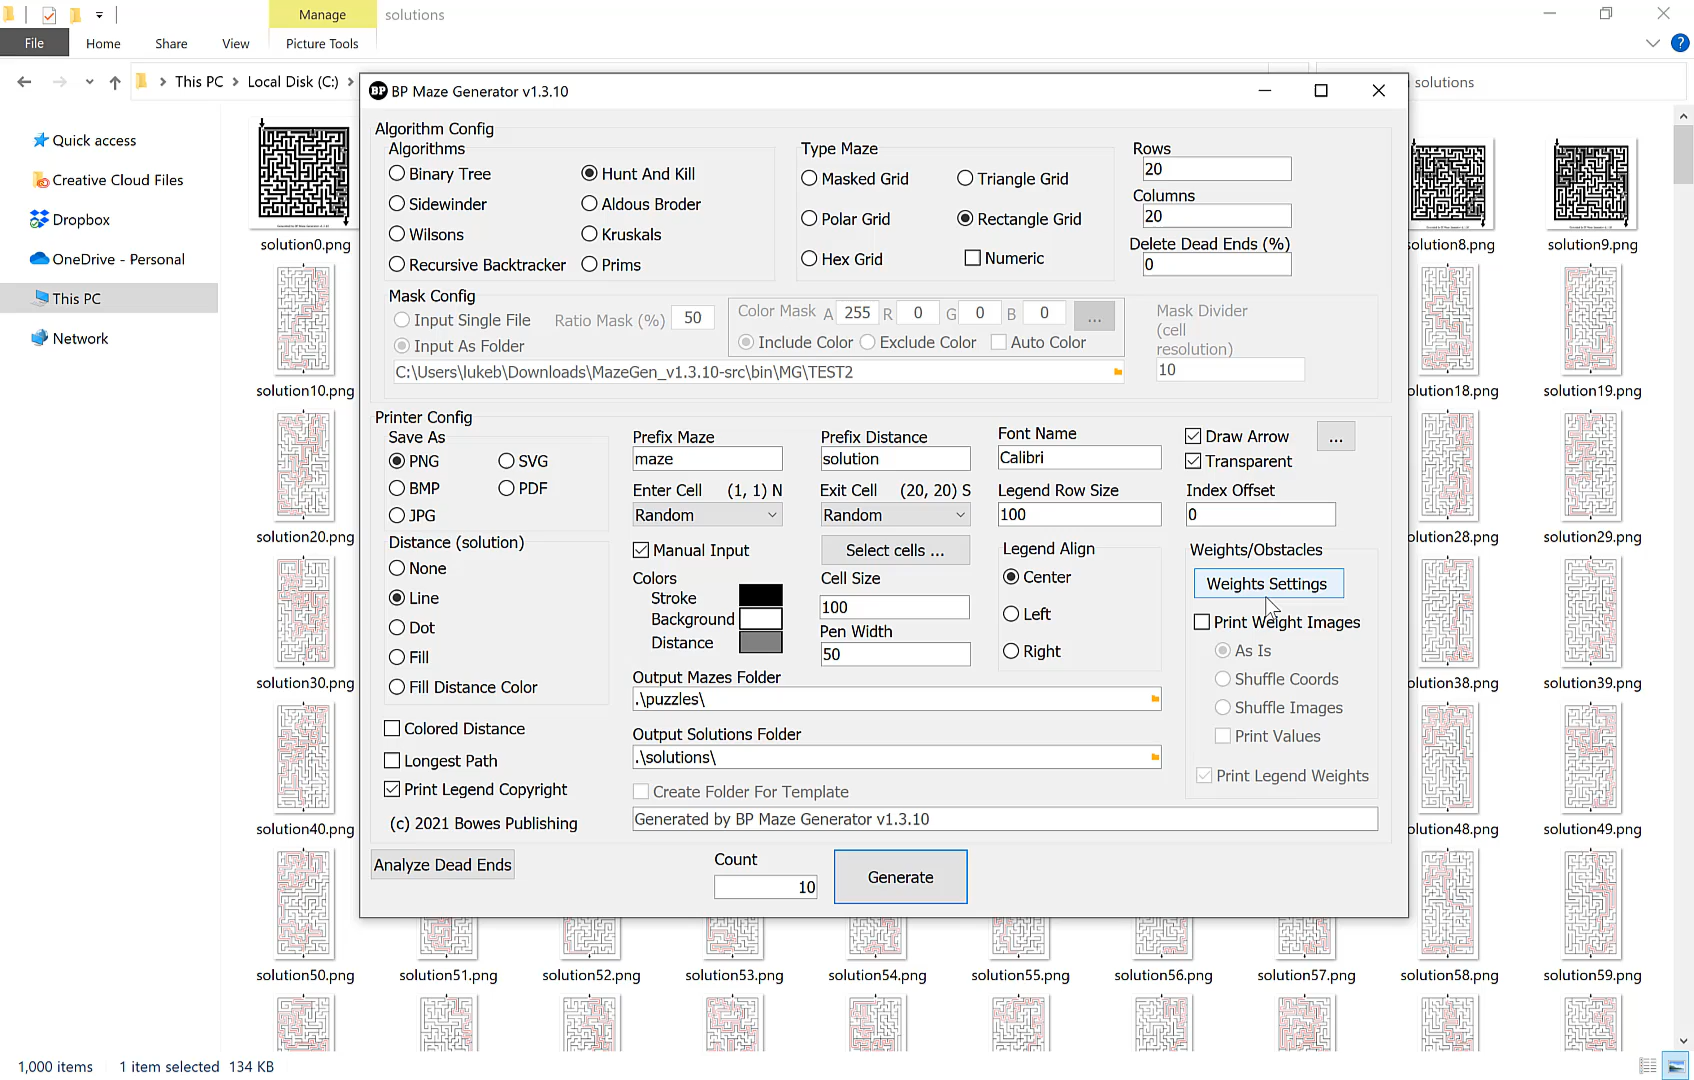 Manage
solutions
File
Home
Share
View
Picture Tools
This PC
Local Disk (C:)
solutions
Quick access
Creative Cloud Files
Dropbox
OneDrive - Personal
This PC
Network
BP
BP Maze Generator v1.3.10
Algorithm Config
Algorithms
Binary Tree
Hunt And Kill
Sidewinder
Aldous Broder
Wilsons
Kruskals
Recursive Backtracker
Prims
Type Maze
Masked Grid
Triangle Grid
Polar Grid
Rectangle Grid
Hex Grid
Numeric
Rows
20
Columns
20
Delete Dead Ends (%)
0
Mask Config
Input Single File
Ratio Mask (%)
50
Input As Folder
Color Mask A 255 R 0 G 0 B 0 ...
Include Color
Exclude Color
Auto Color
C:\Users\lukeb\Downloads\MazeGen_v1.3.10-src\bin\MG\TEST2
Mask Divider
(cell
resolution)
10
Printer Config
Save As
PNG
SVG
BMP
PDF
JPG
Distance (solution)
None
Line
Dot
Fill
Fill Distance Color
Colored Distance
Longest Path
Print Legend Copyright
(c) 2021 Bowes Publishing
Prefix Maze
maze
Prefix Distance
solution
Enter Cell (1, 1) N
Random
Exit Cell (20, 20) S
Random
Manual Input
Select cells ...
Colors
Stroke
Background
Distance
Cell Size
100
Pen Width
50
Font Name
Calibri
Legend Row Size
100
Legend Align
Center
Left
Right
Draw Arrow
...
Transparent
Index Offset
0
Weights/Obstacles
Weights Settings
Print Weight Images
As Is
Shuffle Coords
Shuffle Images
Print Values
Print Legend Weights
Output Mazes Folder
.\puzzles\
Output Solutions Folder
.\solutions\
Create Folder For Template
Generated by BP Maze Generator v1.3.10
Analyze Dead Ends
Count
10
Generate
solution0.png
solution8.png
solution9.png
solution10.png
solution18.png
solution19.png
solution20.png
solution28.png
solution29.png
solution30.png
solution38.png
solution39.png
solution40.png
solution48.png
solution49.png
solution50.png
solution51.png
solution52.png
solution53.png
solution54.png
solution55.png
solution56.png
solution57.png
solution58.png
solution59.png
1,000 items
1 item selected 134 KB